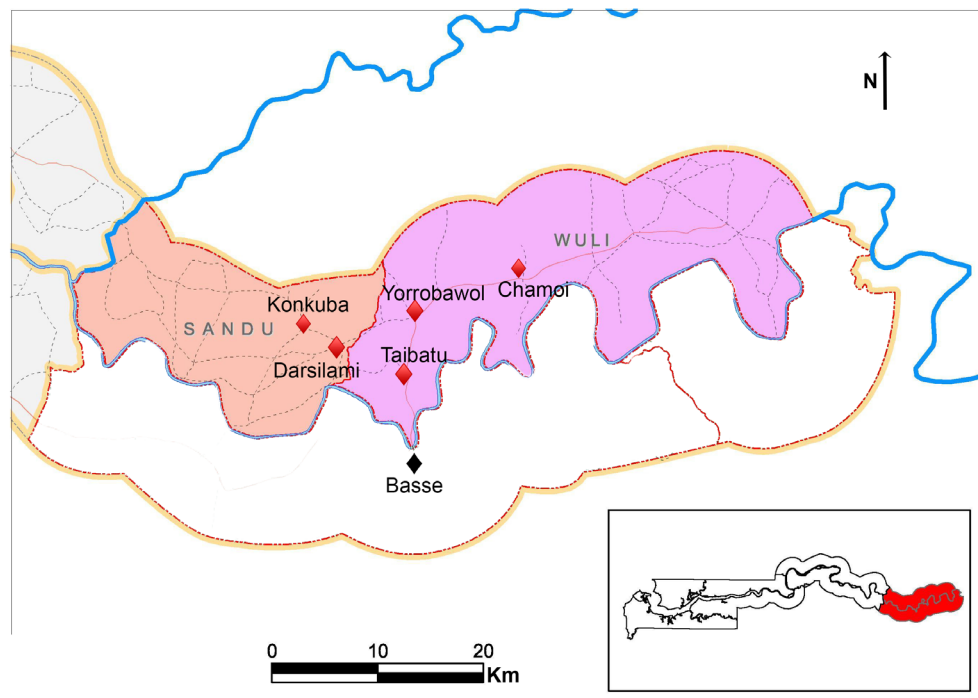 N
WULI
Chamoi
Konkuba
Yorrobawol
SANDU
Darsilami
Taibatu
Basse
0 10 20
Km